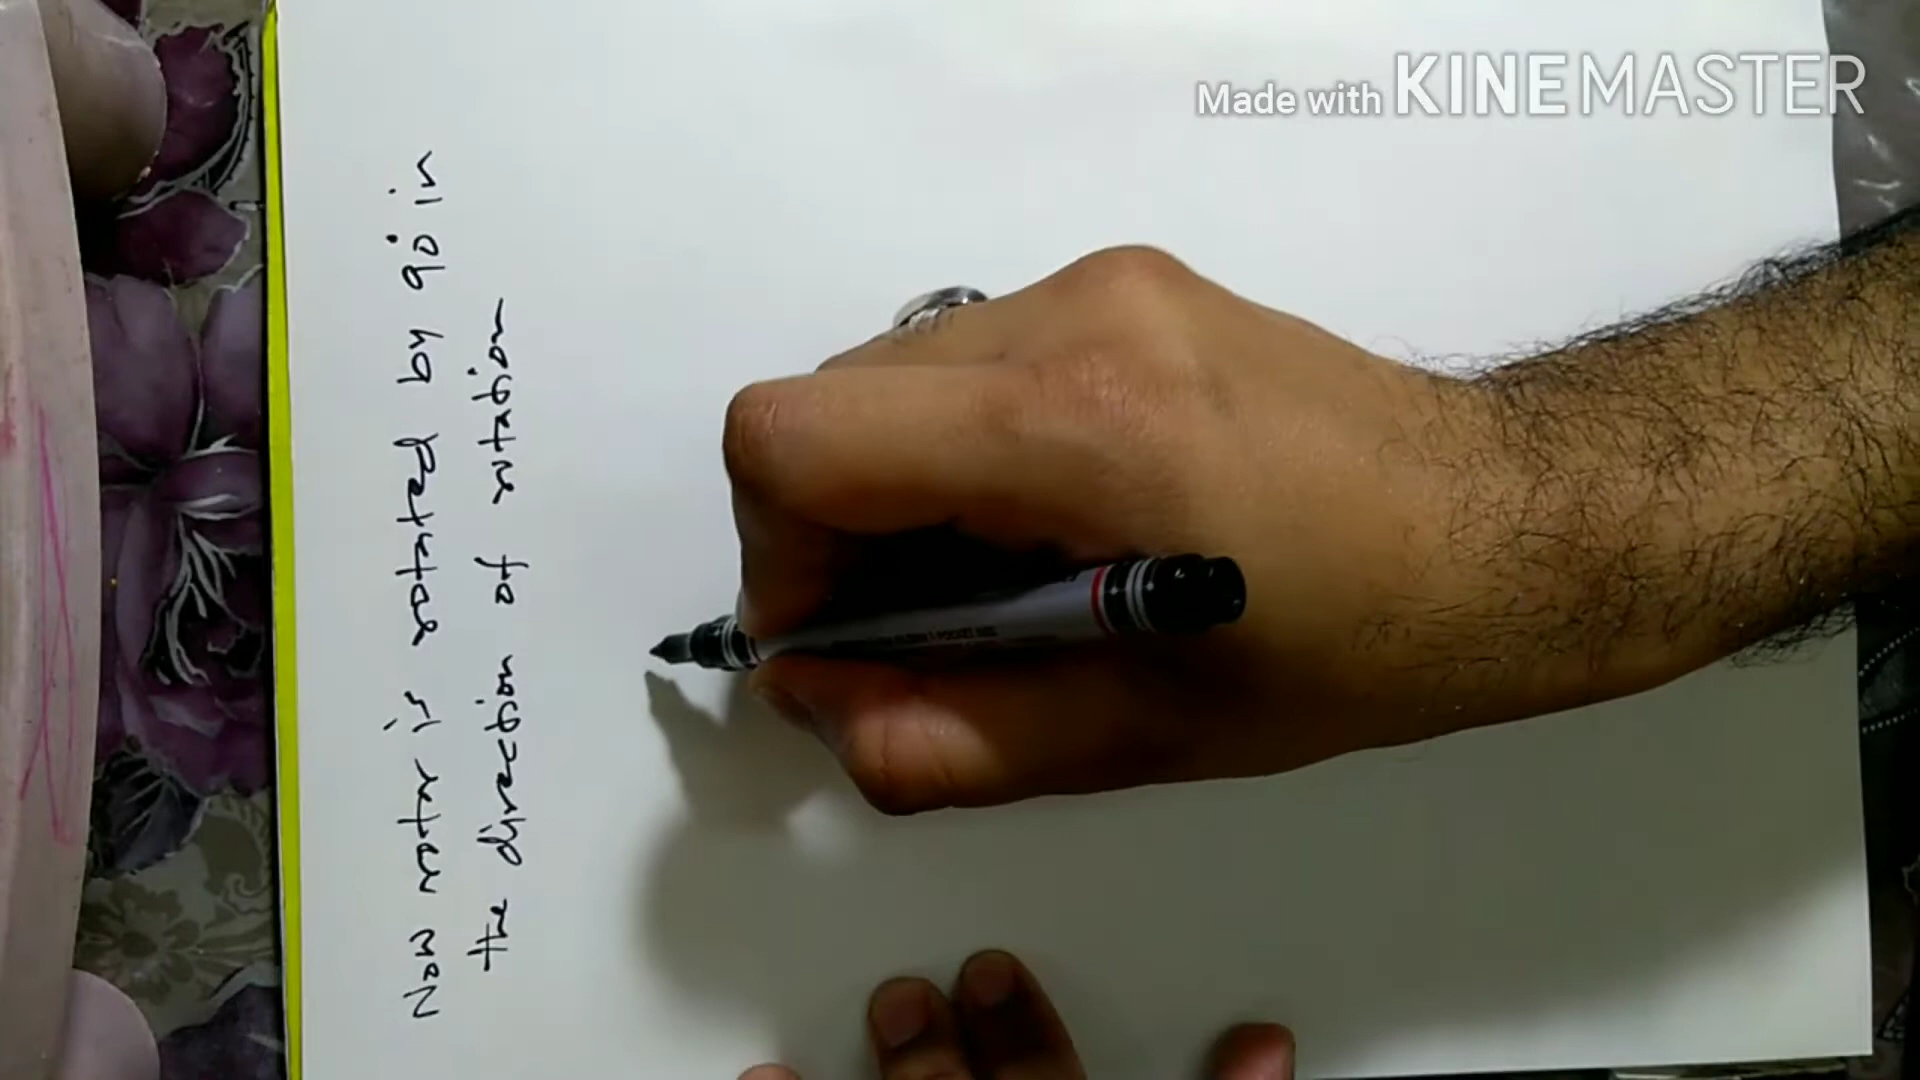 Now rotor is rotated by 90° in
the direction of rotation
Made with KINEMASTER